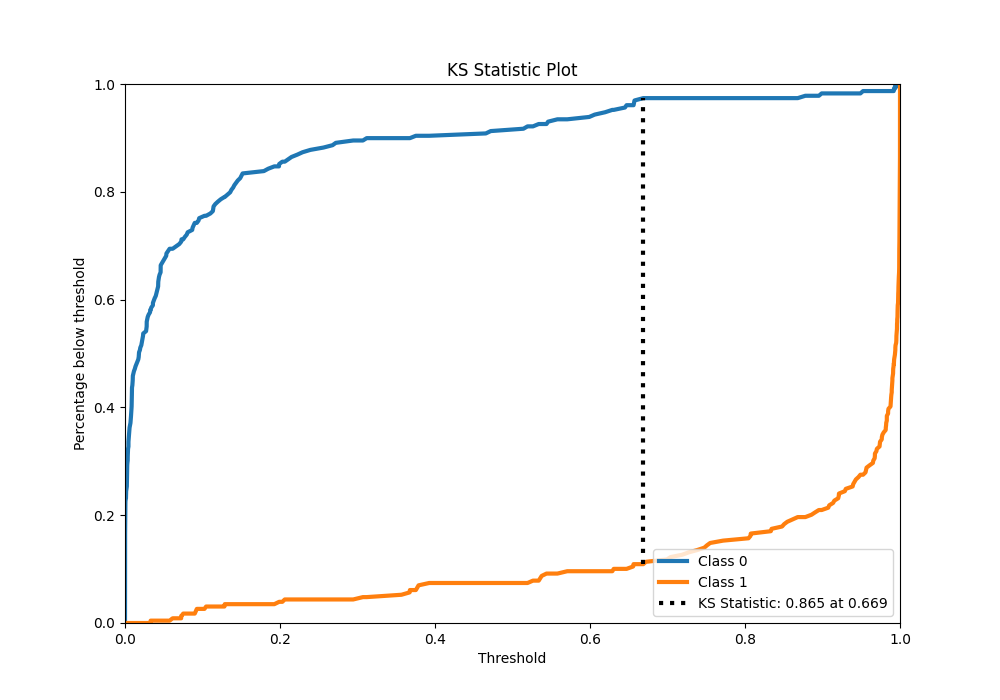 KS Statistic Plot
1.0
0.8
0.6
0.4
0.2
0.0
Percentage below threshold
0.0 0.2 0.4 0.6 0.8 1.0
Threshold
Class 0
Class 1
KS Statistic: 0.865 at 0.669